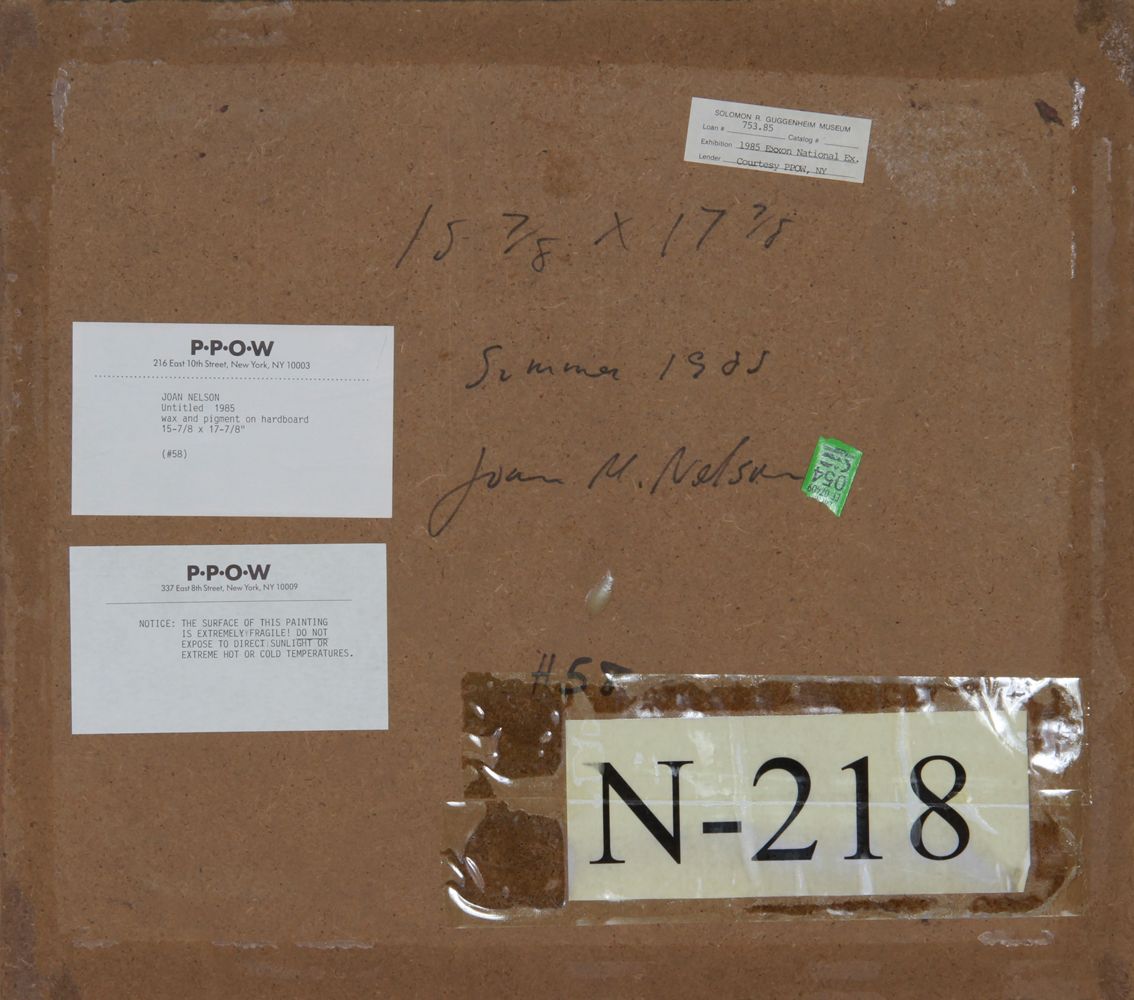 SOLOMON R. GUGGENHEIM MUSEUM
Loan # 753.85 Catalog #
Exhibition 1985 Exxon National Ex.
Lender Courtesy PPOW, NY
15 7/8 X 17 7/8
Summer 1985
Joan M. Nelson
054
P·P·O·W
216 East 10th Street, New York, NY 10003
JOAN NELSON
Untitled 1985
wax and pigment on hardboard
15-7/8 x 17-7/8"
(#58)
P·P·O·W
337 East 8th Street, New York, NY 10009
NOTICE: THE SURFACE OF THIS PAINTING
IS EXTREMELY FRAGILE! DO NOT
EXPOSE TO DIRECT SUNLIGHT OR
EXTREME HOT OR COLD TEMPERATURES.
#58
N-218